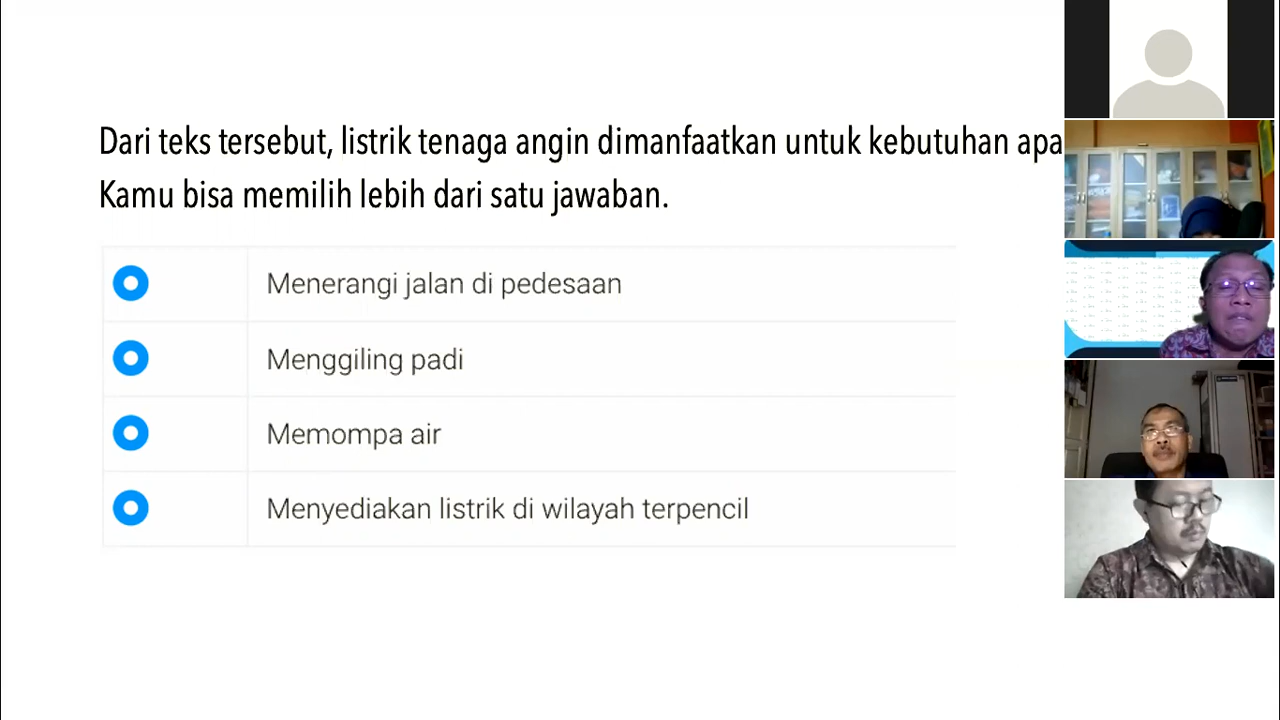 Dari teks tersebut, listrik tenaga angin dimanfaatkan untuk kebutuhan apa
Kamu bisa memilih lebih dari satu jawaban.
Menerangi jalan di pedesaan
Menggiling padi
Memompa air
Menyediakan listrik di wilayah terpencil